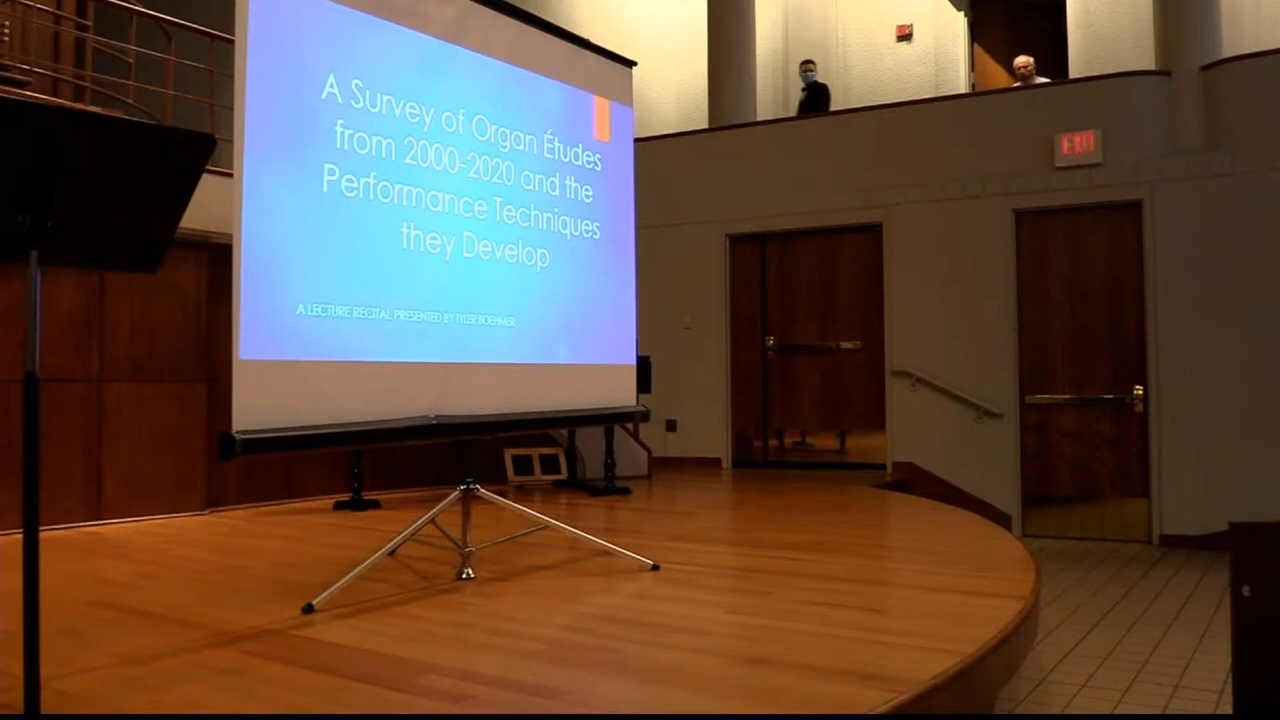 A Survey of Organ Études
from 2000-2020 and the
Performance Techniques
they Develop
A LECTURE RECITAL PRESENTED BY TYLER BOEHMER
EXIT